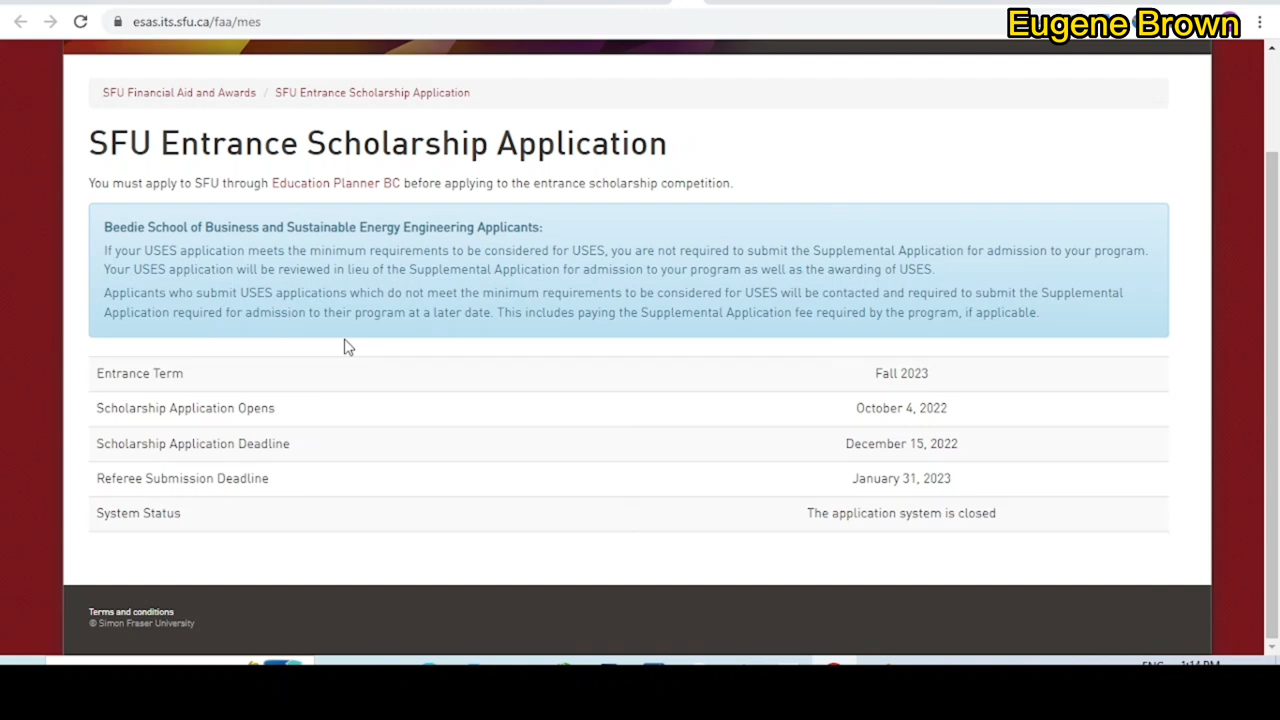 esas.its.sfu.ca/faa/mes
Eugene Brown
SFU Financial Aid and Awards / SFU Entrance Scholarship Application
SFU Entrance Scholarship Application
You must apply to SFU through Education Planner BC before applying to the entrance scholarship competition.
Beedie School of Business and Sustainable Energy Engineering Applicants:
If your USES application meets the minimum requirements to be considered for USES, you are not required to submit the Supplemental Application for admission to your program.
Your USES application will be reviewed in lieu of the Supplemental Application for admission to your program as well as the awarding of USES.
Applicants who submit USES applications which do not meet the minimum requirements to be considered for USES will be contacted and required to submit the Supplemental
Application required for admission to their program at a later date. This includes paying the Supplemental Application fee required by the program, if applicable.
Entrance Term Fall 2023
Scholarship Application Opens October 4, 2022
Scholarship Application Deadline December 15, 2022
Referee Submission Deadline January 31, 2023
System Status The application system is closed
Terms and conditions
© Simon Fraser University
ENG 1:14 PM